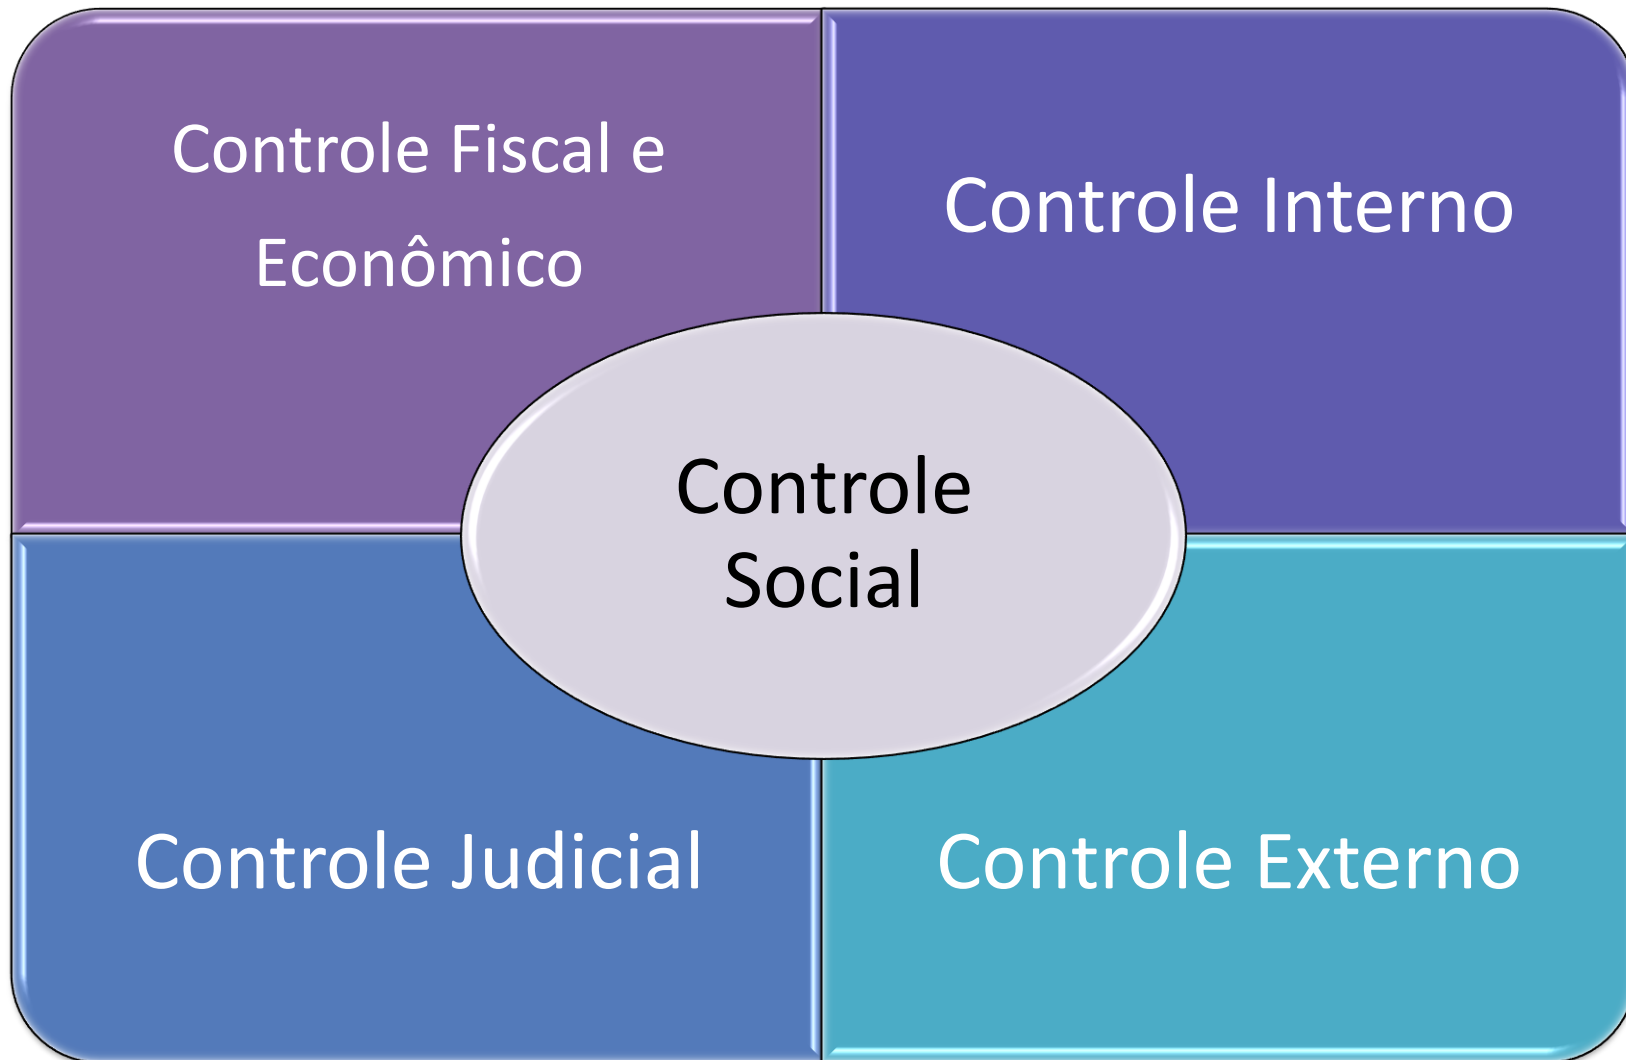 Controle Fiscal e
Econômico
Controle Interno
Controle
Social
Controle Judicial
Controle Externo